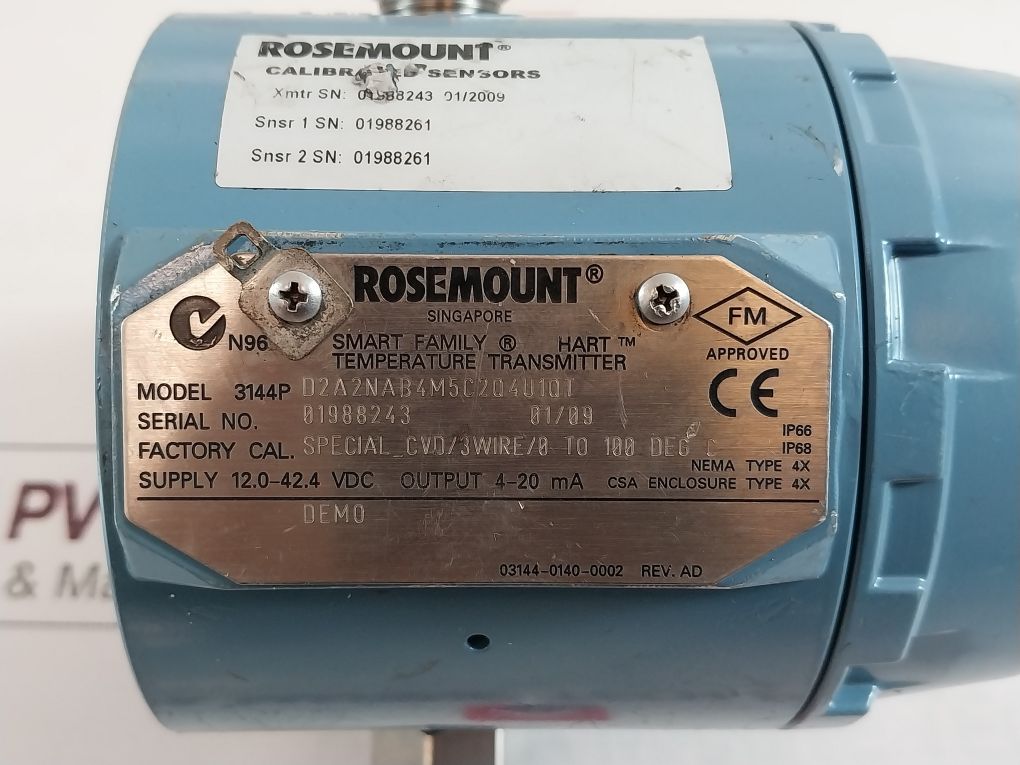 ROSEMOUNT®
CALIBRATED SENSORS
Xmtr SN: 01988243 01/2009
Snsr 1 SN: 01988261
Snsr 2 SN: 01988261
ROSEMOUNT®
SINGAPORE
FM
APPROVED
N96
SMART FAMILY ® HART ™
TEMPERATURE TRANSMITTER
CE
MODEL 3144P D2A2NAB4M5C2Q4U1QT
SERIAL NO. 01988243 01/09
IP66
FACTORY CAL. SPECIAL_CVD/3WIRE/0 TO 100 DEG C
IP68
NEMA TYPE 4X
SUPPLY 12.0-42.4 VDC OUTPUT 4-20 mA CSA ENCLOSURE TYPE 4X
DEMO
03144-0140-0002 REV. AD
PV
&